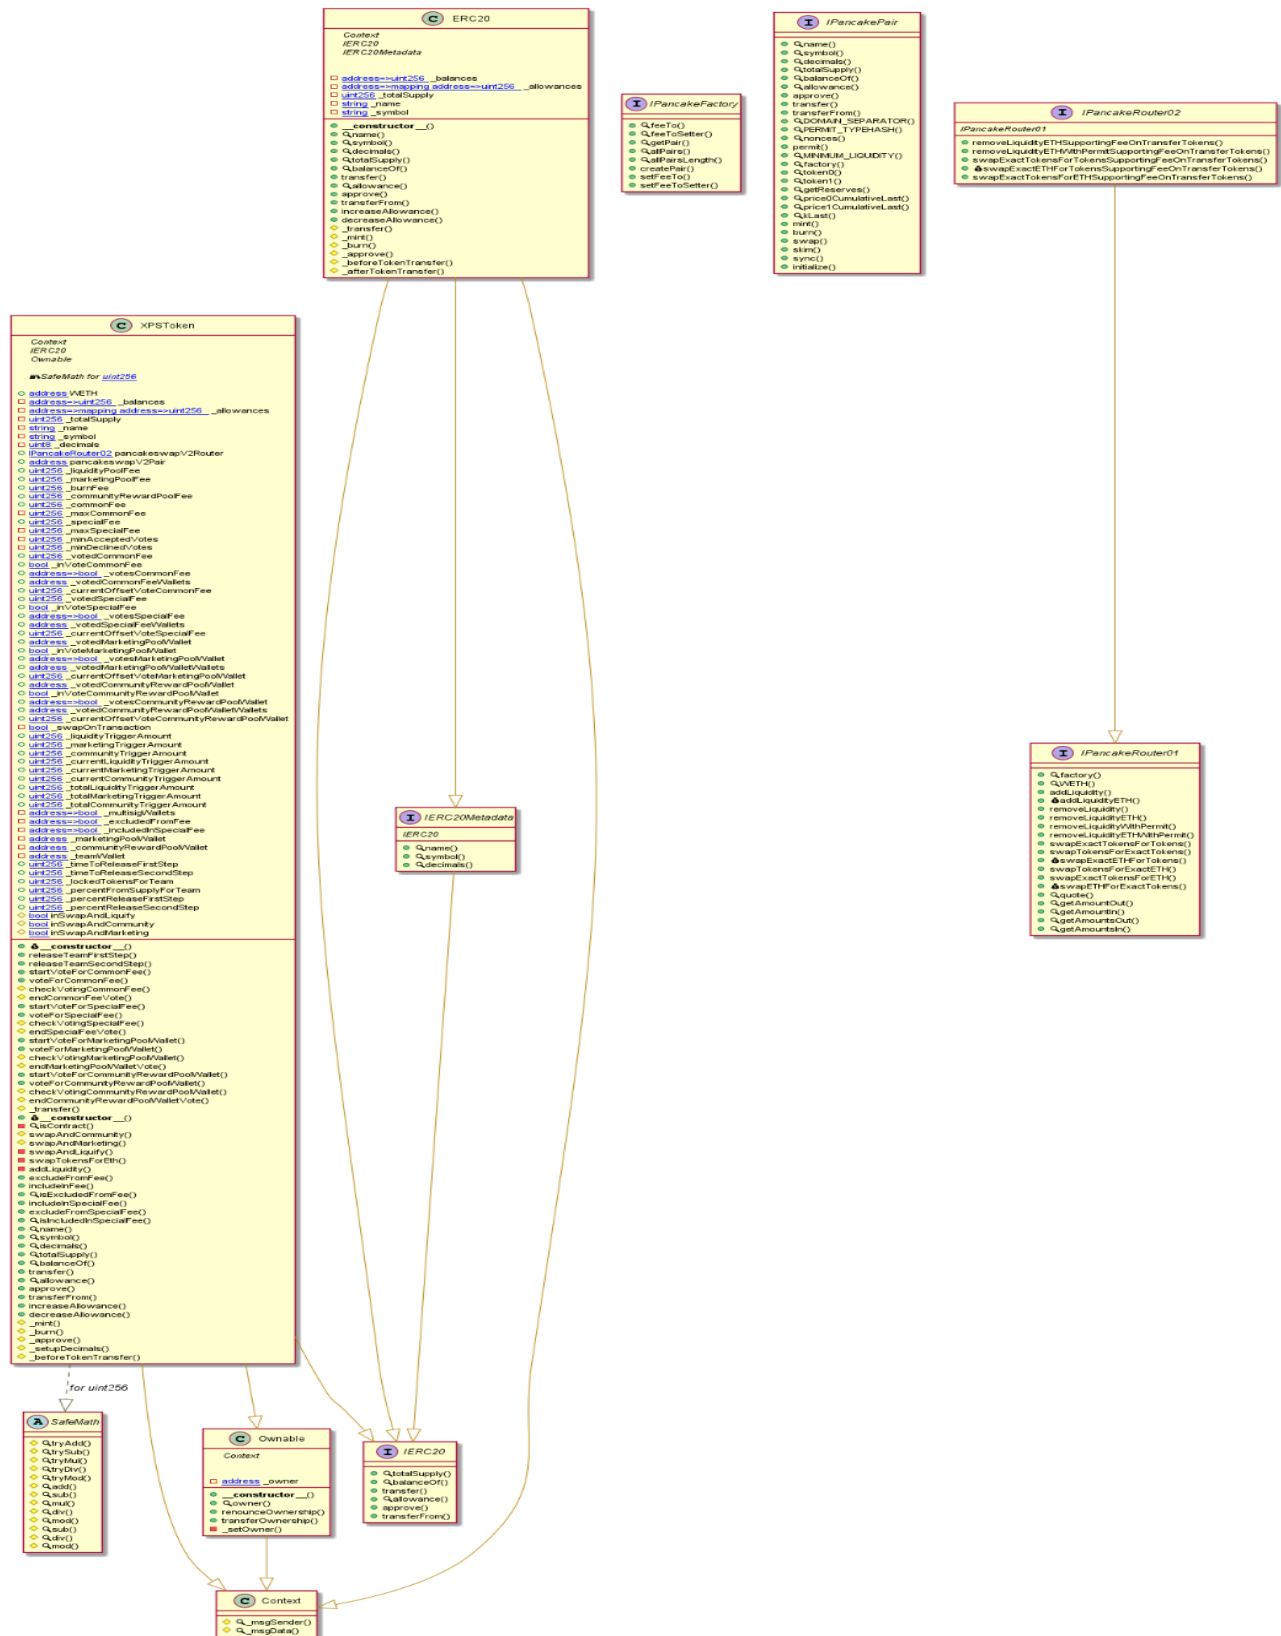 C ERC20
Context
IERC20
IERC20Metadata
address=>uint256 _balances
address=>mapping address=>uint256 _allowances
uint256 _totalSupply
string _name
string _symbol
__constructor__()
name()
symbol()
decimals()
totalSupply()
balanceOf()
transfer()
allowance()
approve()
transferFrom()
increaseAllowance()
decreaseAllowance()
_transfer()
_mint()
_burn()
_approve()
_beforeTokenTransfer()
_afterTokenTransfer()
I IPancakeFactory
feeTo()
feeToSetter()
getPair()
allPairs()
allPairsLength()
createPair()
setFeeTo()
setFeeToSetter()
I IPancakePair
name()
symbol()
decimals()
totalSupply()
balanceOf()
allowance()
approve()
transfer()
transferFrom()
DOMAIN_SEPARATOR()
PERMIT_TYPEHASH()
nonces()
permit()
MINIMUM_LIQUIDITY()
factory()
token0()
token1()
getReserves()
price0CumulativeLast()
price1CumulativeLast()
kLast()
mint()
burn()
swap()
skim()
sync()
initialize()
I IPancakeRouter02
IPancakeRouter01
removeLiquidityETHSupportingFeeOnTransferTokens()
removeLiquidityETHWithPermitSupportingFeeOnTransferTokens()
swapExactTokensForTokensSupportingFeeOnTransferTokens()
swapExactETHForTokensSupportingFeeOnTransferTokens()
swapExactTokensForETHSupportingFeeOnTransferTokens()
C XPSToken
Context
IERC20
Ownable
SafeMath for uint256
address WETH
address=>uint256 _balances
address=>mapping address=>uint256 _allowances
uint256 _totalSupply
string _name
string _symbol
uint8 _decimals
IPancakeRouter02 pancakeswapV2Router
address pancakeswapV2Pair
uint256 _liquidityPoolFee
uint256 _marketingPoolFee
uint256 _burnFee
uint256 _communityRewardPoolFee
uint256 _commonFee
uint256 _maxCommonFee
uint256 _specialFee
uint256 _maxSpecialFee
uint256 _minAcceptedVotes
uint256 _minDeclinedVotes
uint256 _votedCommonFee
bool _inVoteCommonFee
address=>bool _votesCommonFee
address _votedCommonFeeWallets
uint256 _currentOffsetVoteCommonFee
uint256 _votedSpecialFee
bool _inVoteSpecialFee
address=>bool _votesSpecialFee
address _votedSpecialFeeWallets
uint256 _currentOffsetVoteSpecialFee
address _votedMarketingPoolWallet
bool _inVoteMarketingPoolWallet
address=>bool _votesMarketingPoolWallet
address _votedMarketingPoolWalletWallets
uint256 _currentOffsetVoteMarketingPoolWallet
address _votedCommunityRewardPoolWallet
bool _inVoteCommunityRewardPoolWallet
address=>bool _votesCommunityRewardPoolWallet
address _votedCommunityRewardPoolWalletWallets
uint256 _currentOffsetVoteCommunityRewardPoolWallet
bool _swapOnTransaction
uint256 _liquidityTriggerAmount
uint256 _marketingTriggerAmount
uint256 _communityTriggerAmount
uint256 _currentLiquidityTriggerAmount
uint256 _currentMarketingTriggerAmount
uint256 _currentCommunityTriggerAmount
uint256 _totalLiquidityTriggerAmount
uint256 _totalMarketingTriggerAmount
uint256 _totalCommunityTriggerAmount
address=>bool _multisigWallets
address=>bool _excludedFromFee
address=>bool _includedInSpecialFee
address _marketingPoolWallet
address _communityRewardPoolWallet
address _teamWallet
uint256 _timeToReleaseFirstStep
uint256 _timeToReleaseSecondStep
uint256 _lockedTokensForTeam
uint256 _percentFromSupplyForTeam
uint256 _percentReleaseFirstStep
uint256 _percentReleaseSecondStep
bool inSwapAndLiquify
bool inSwapAndCommunity
bool inSwapAndMarketing
__constructor__()
releaseTeamFirstStep()
releaseTeamSecondStep()
startVoteForCommonFee()
voteForCommonFee()
checkVotingCommonFee()
endCommonFeeVote()
startVoteForSpecialFee()
voteForSpecialFee()
checkVotingSpecialFee()
endSpecialFeeVote()
startVoteForMarketingPoolWallet()
voteForMarketingPoolWallet()
checkVotingMarketingPoolWallet()
endMarketingPoolWalletVote()
startVoteForCommunityRewardPoolWallet()
voteForCommunityRewardPoolWallet()
checkVotingCommunityRewardPoolWallet()
endCommunityRewardPoolWalletVote()
_transfer()
__constructor__()
isContract()
swapAndCommunity()
swapAndMarketing()
swapAndLiquify()
swapTokensForEth()
addLiquidity()
excludeFromFee()
includeInFee()
isExcludedFromFee()
includeInSpecialFee()
excludeFromSpecialFee()
isIncludedInSpecialFee()
name()
symbol()
decimals()
totalSupply()
balanceOf()
transfer()
allowance()
approve()
transferFrom()
increaseAllowance()
decreaseAllowance()
_mint()
_burn()
_approve()
_setupDecimals()
_beforeTokenTransfer()
I IERC20Metadata
IERC20
name()
symbol()
decimals()
I IPancakeRouter01
factory()
WETH()
addLiquidity()
addLiquidityETH()
removeLiquidity()
removeLiquidityETH()
removeLiquidityWithPermit()
removeLiquidityETHWithPermit()
swapExactTokensForTokens()
swapTokensForExactTokens()
swapExactETHForTokens()
swapTokensForExactETH()
swapExactTokensForETH()
swapETHForExactTokens()
quote()
getAmountOut()
getAmountIn()
getAmountsOut()
getAmountsIn()
for uint256
A SafeMath
tryAdd()
trySub()
tryMul()
tryDiv()
tryMod()
add()
sub()
mul()
div()
mod()
sub()
div()
mod()
C Ownable
Context
address _owner
__constructor__()
owner()
renounceOwnership()
transferOwnership()
_setOwner()
I IERC20
totalSupply()
balanceOf()
transfer()
allowance()
approve()
transferFrom()
C Context
_msgSender()
_msgData()